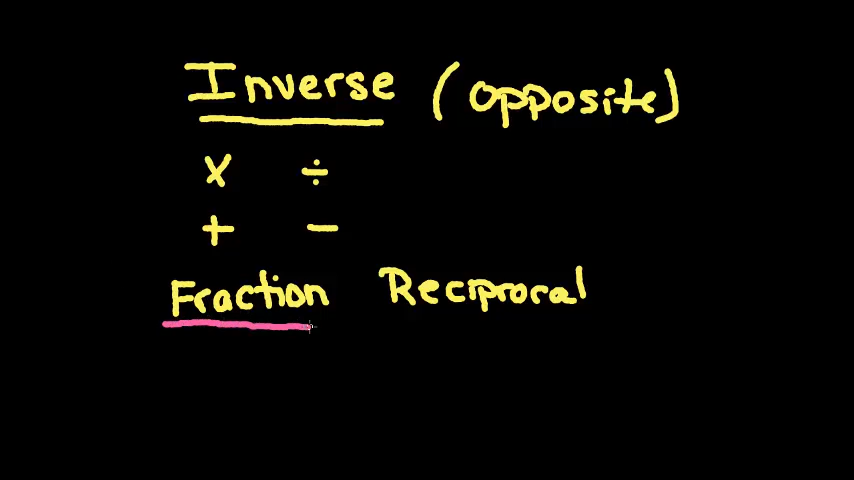 Inverse (opposite)
x ÷
+ −
Fraction Reciprocal